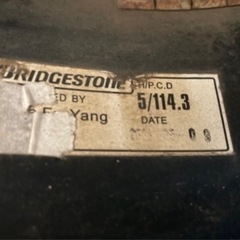 BRIDGESTONE H/P.C.D
ED BY 5/114.3
Yang DATE